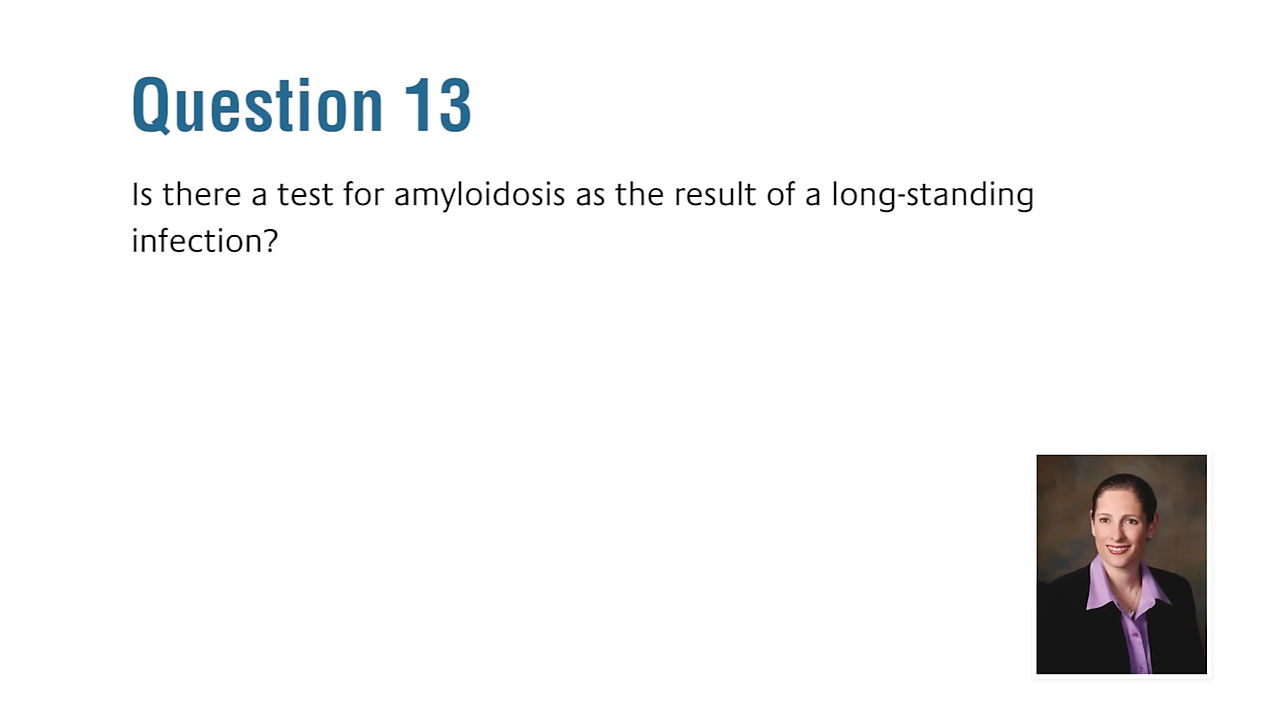 Question 13
Is there a test for amyloidosis as the result of a long-standing
infection?